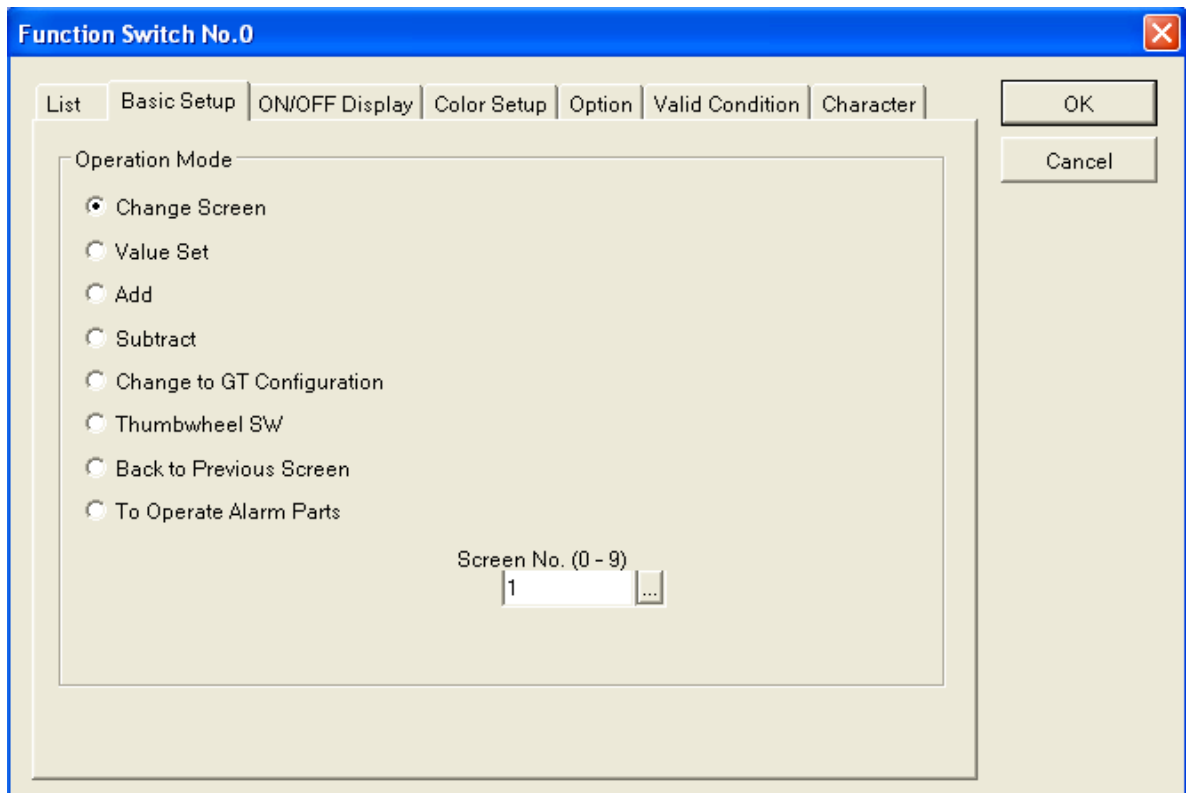 Function Switch No.0
List Basic Setup ON/OFF Display Color Setup Option Valid Condition Character
OK
Cancel
Operation Mode
Change Screen
Value Set
Add
Subtract
Change to GT Configuration
Thumbwheel SW
Back to Previous Screen
To Operate Alarm Parts
Screen No. (0 - 9)
1 ...